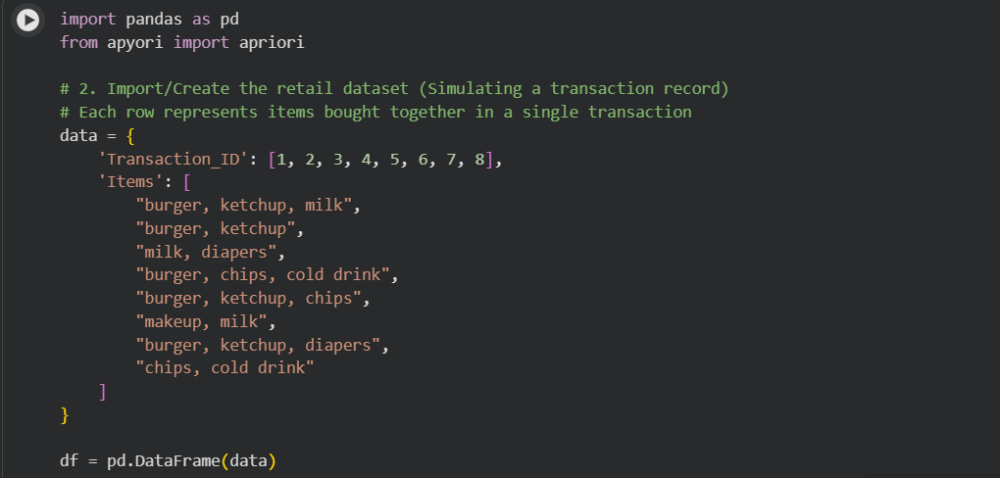 import pandas as pd
from apyori import apriori
# 2. Import/Create the retail dataset (Simulating a transaction record)
# Each row represents items bought together in a single transaction
data = {
    'Transaction_ID': [1, 2, 3, 4, 5, 6, 7, 8],
    'Items': [
        "burger, ketchup, milk",
        "burger, ketchup",
        "milk, diapers",
        "burger, chips, cold drink",
        "burger, ketchup, chips",
        "makeup, milk",
        "burger, ketchup, diapers",
        "chips, cold drink"
    ]
}
df = pd.DataFrame(data)